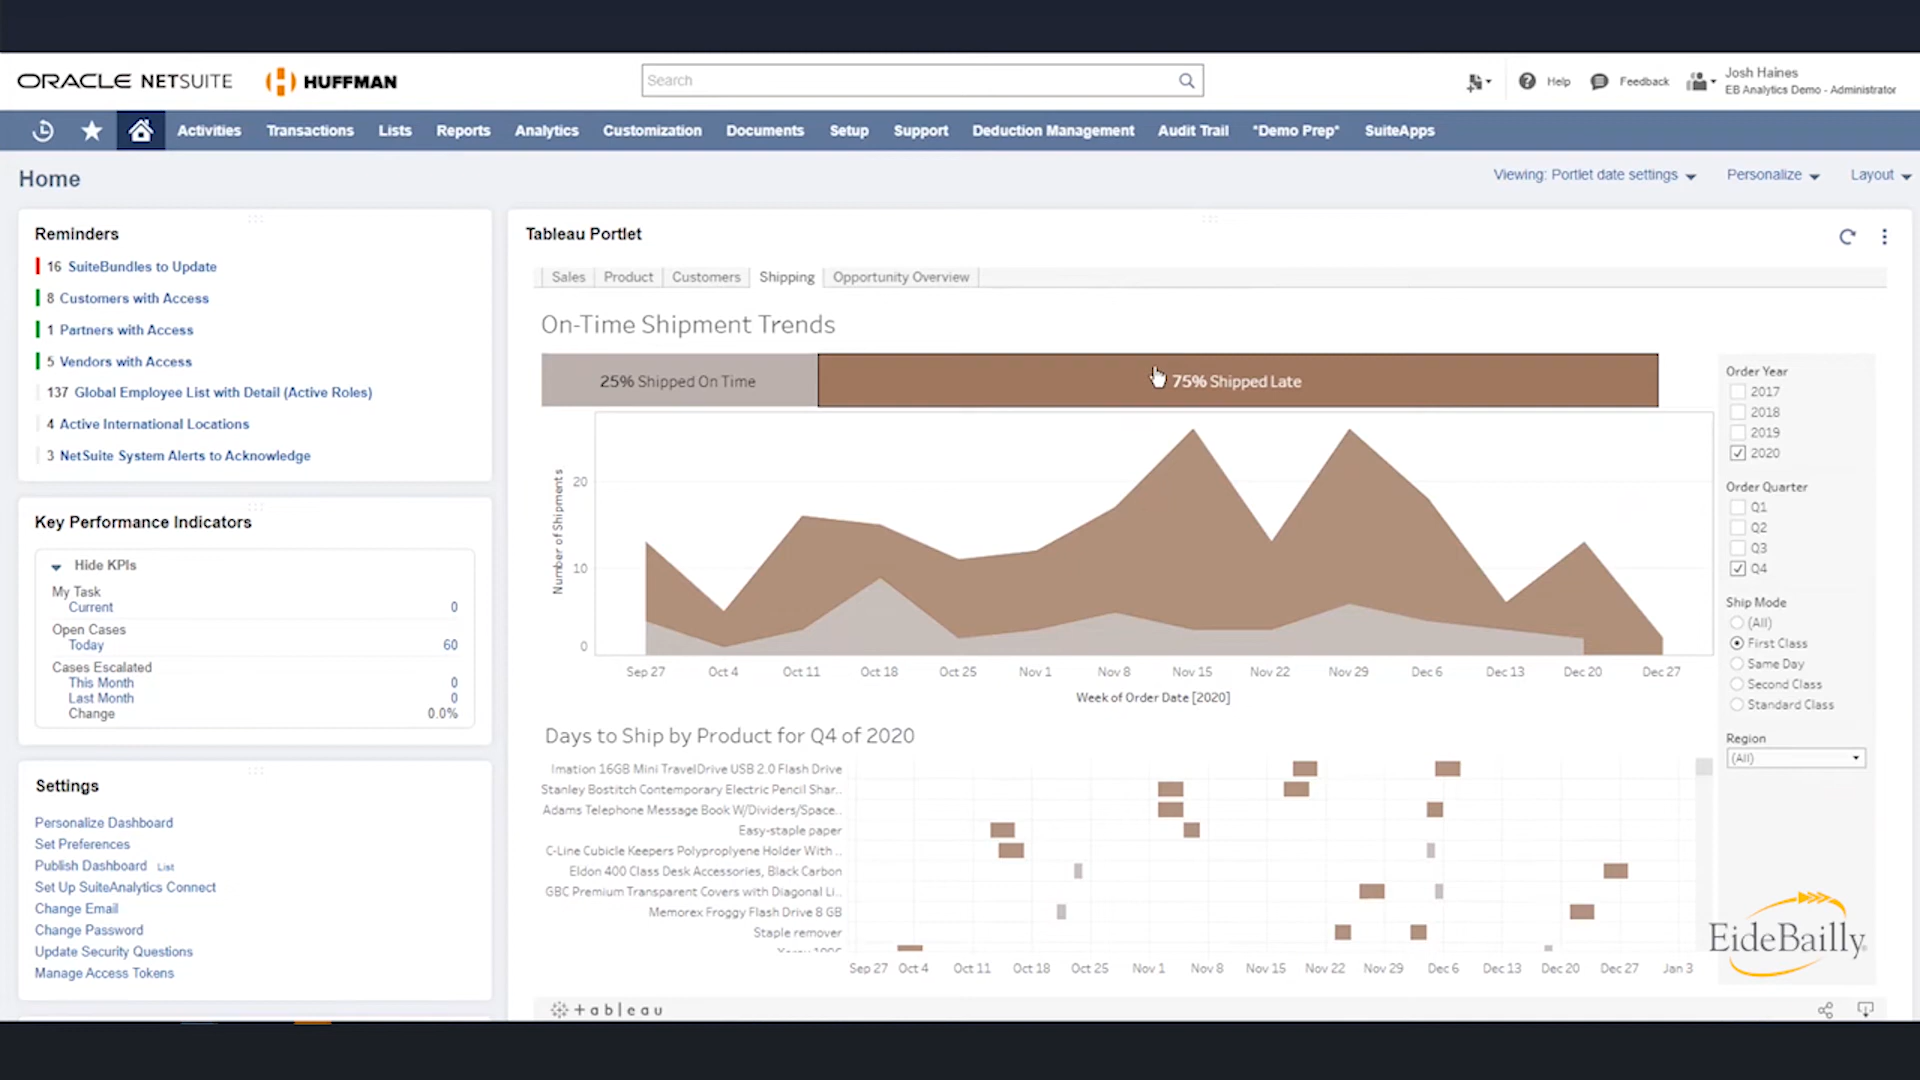 ORACLE NETSUITE
HUFFMAN
Search
Help
Feedback
Josh Haines
EB Analytics Demo - Administrator
Activities
Transactions
Lists
Reports
Analytics
Customization
Documents
Setup
Support
Deduction Management
Audit Trail
*Demo Prep*
SuiteApps
Home
Viewing: Portlet date settings
Personalize
Layout
Reminders
16 SuiteBundles to Update
8 Customers with Access
1 Partners with Access
5 Vendors with Access
137 Global Employee List with Detail (Active Roles)
4 Active International Locations
3 NetSuite System Alerts to Acknowledge
Key Performance Indicators
Hide KPIs
My Task
Current 0
Open Cases
Today 60
Cases Escalated
This Month 0
Last Month 0
Change 0.0%
Settings
Personalize Dashboard
Set Preferences
Publish Dashboard List
Set Up SuiteAnalytics Connect
Change Email
Change Password
Update Security Questions
Manage Access Tokens
Tableau Portlet
Sales
Product
Customers
Shipping
Opportunity Overview
On-Time Shipment Trends
25% Shipped On Time
75% Shipped Late
Number of Shipments
20
10
0
Sep 27 Oct 4 Oct 11 Oct 18 Oct 25 Nov 1 Nov 8 Nov 15 Nov 22 Nov 29 Dec 6 Dec 13 Dec 20 Dec 27
Week of Order Date [2020]
Days to Ship by Product for Q4 of 2020
Imation 16GB Mini TravelDrive USB 2.0 Flash Drive
Stanley Bostitch Contemporary Electric Pencil Shar..
Adams Telephone Message Book W/Dividers/Space..
Easy-staple paper
C-Line Cubicle Keepers Polyproplyene Holder With ..
Eldon 400 Class Desk Accessories, Black Carbon
GBC Premium Transparent Covers with Diagonal Li..
Memorex Froggy Flash Drive 8 GB
Staple remover
Sep 27 Oct 4 Oct 11 Oct 18 Oct 25 Nov 1 Nov 8 Nov 15 Nov 22 Nov 29 Dec 6 Dec 13 Dec 20 Dec 27 Jan 3
+ableau
Order Year
2017
2018
2019
2020
Order Quarter
Q1
Q2
Q3
Q4
Ship Mode
(All)
First Class
Same Day
Second Class
Standard Class
Region
(All)
EideBailly